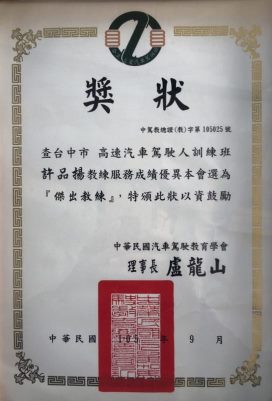 獎狀
中駕教總證(教)字第105025號
查台中市 高速汽車駕駛人訓練班
許品揚教練服務成績優異本會選為
『傑出教練』,特頒此狀以資鼓勵
中華民國汽車駕駛教育學會
理事長 盧龍山
中華民國 105 年 9 月